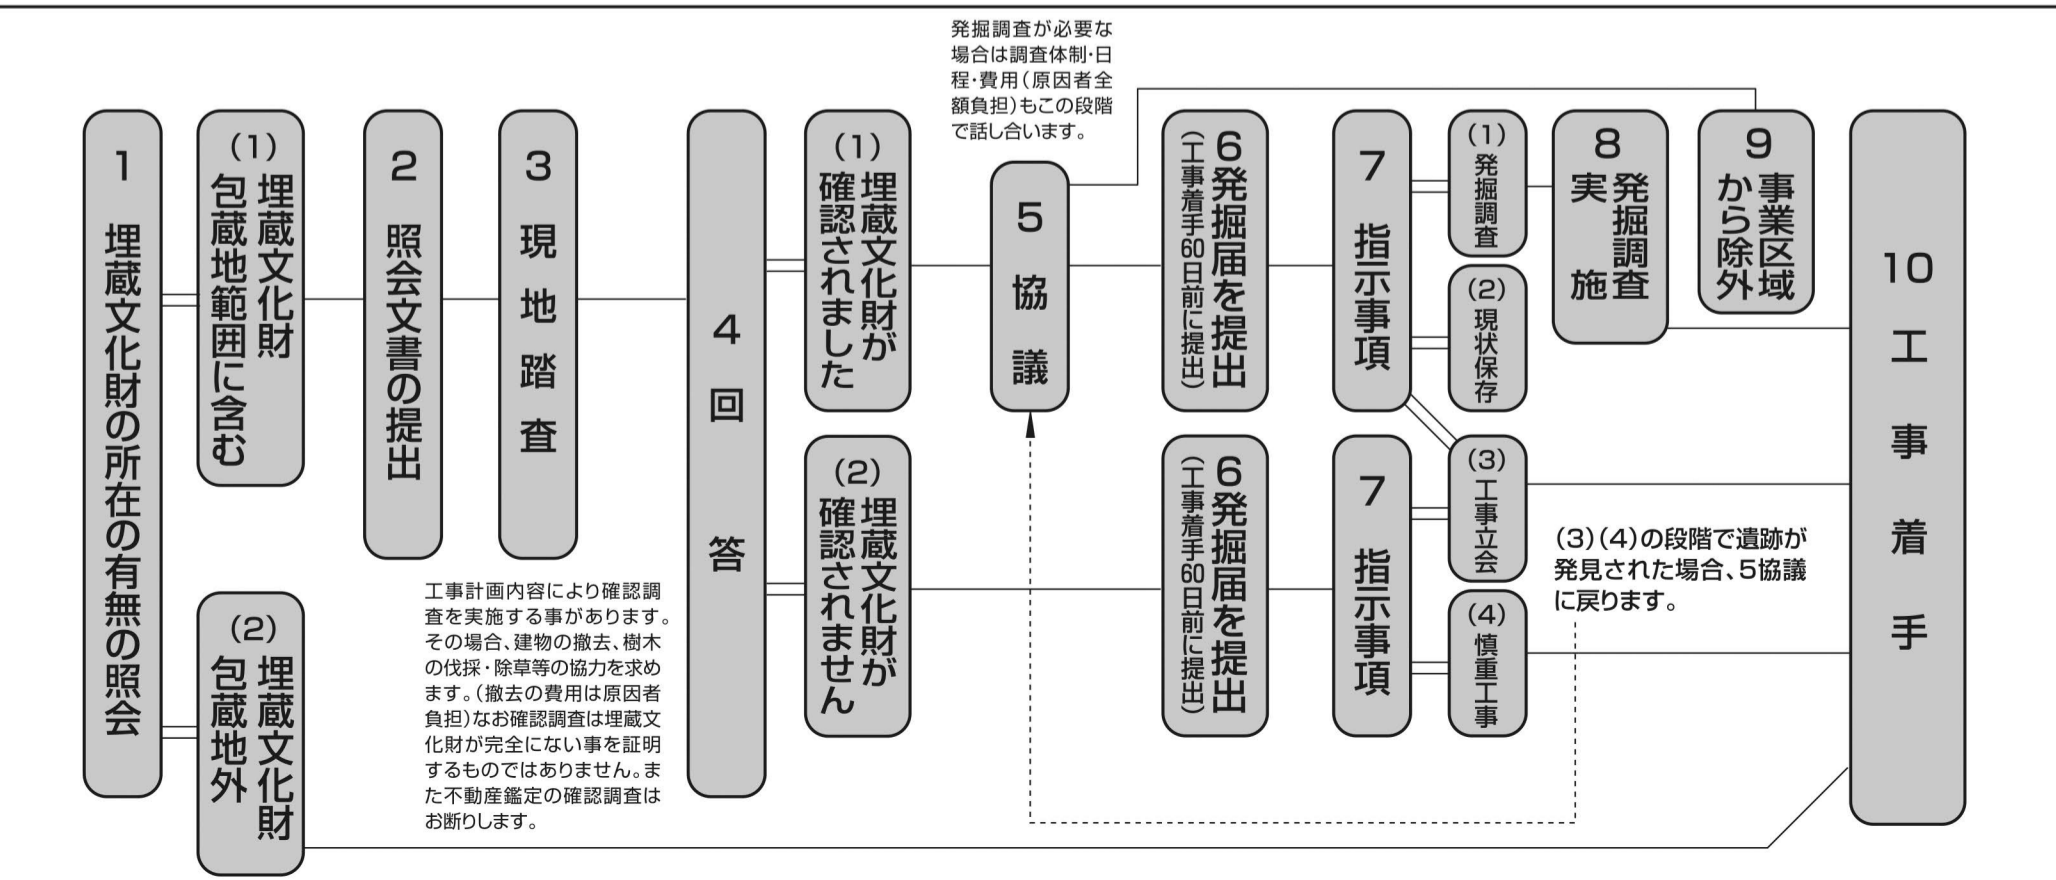 1 埋蔵文化財の所在の有無の照会
(1)
埋蔵文化財
包蔵地範囲に含む
(2)
埋蔵文化財
包蔵地外
2 照会文書の提出
3 現地踏査
工事計画内容により確認調
査を実施する事があります。
その場合、建物の撤去、樹木
の伐採・除草等の協力を求め
ます。(撤去の費用は原因者
負担)なお確認調査は埋蔵文
化財が完全にない事を証明
するものではありません。ま
た不動産鑑定の確認調査は
お断りします。
4 回答
(1)
埋蔵文化財が
確認されました
(2)
埋蔵文化財が
確認されません
発掘調査が必要な
場合は調査体制・日
程・費用(原因者全
額負担)もこの段階
で話し合います。
5 協議
6 発掘届を提出
(工事着手60日前に提出)
6 発掘届を提出
(工事着手60日前に提出)
7 指示事項
7 指示事項
(1) 発掘調査
(2) 現状保存
(3) 工事立会
(4) 慎重工事
8
発掘調査
実施
9
事業区域
から除外
(3)(4)の段階で遺跡が
発見された場合、5協議
に戻ります。
10 工事着手